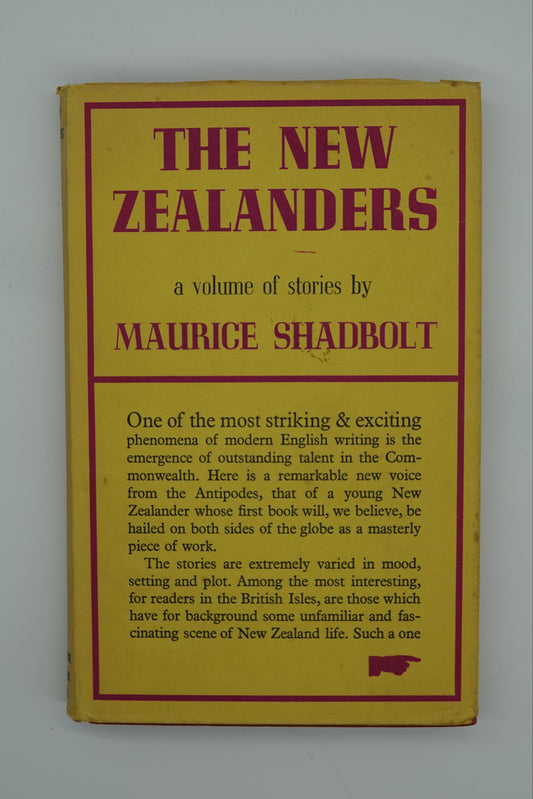 THE NEW
ZEALANDERS
a volume of stories by
MAURICE SHADBOLT
One of the most striking & exciting
phenomena of modern English writing is the
emergence of outstanding talent in the Com-
monwealth. Here is a remarkable new voice
from the Antipodes, that of a young New
Zealander whose first book will, we believe, be
hailed on both sides of the globe as a masterly
piece of work.
The stories are extremely varied in mood,
setting and plot. Among the most interesting,
for readers in the British Isles, are those which
have for background some unfamiliar and fas-
cinating scene of New Zealand life. Such a one